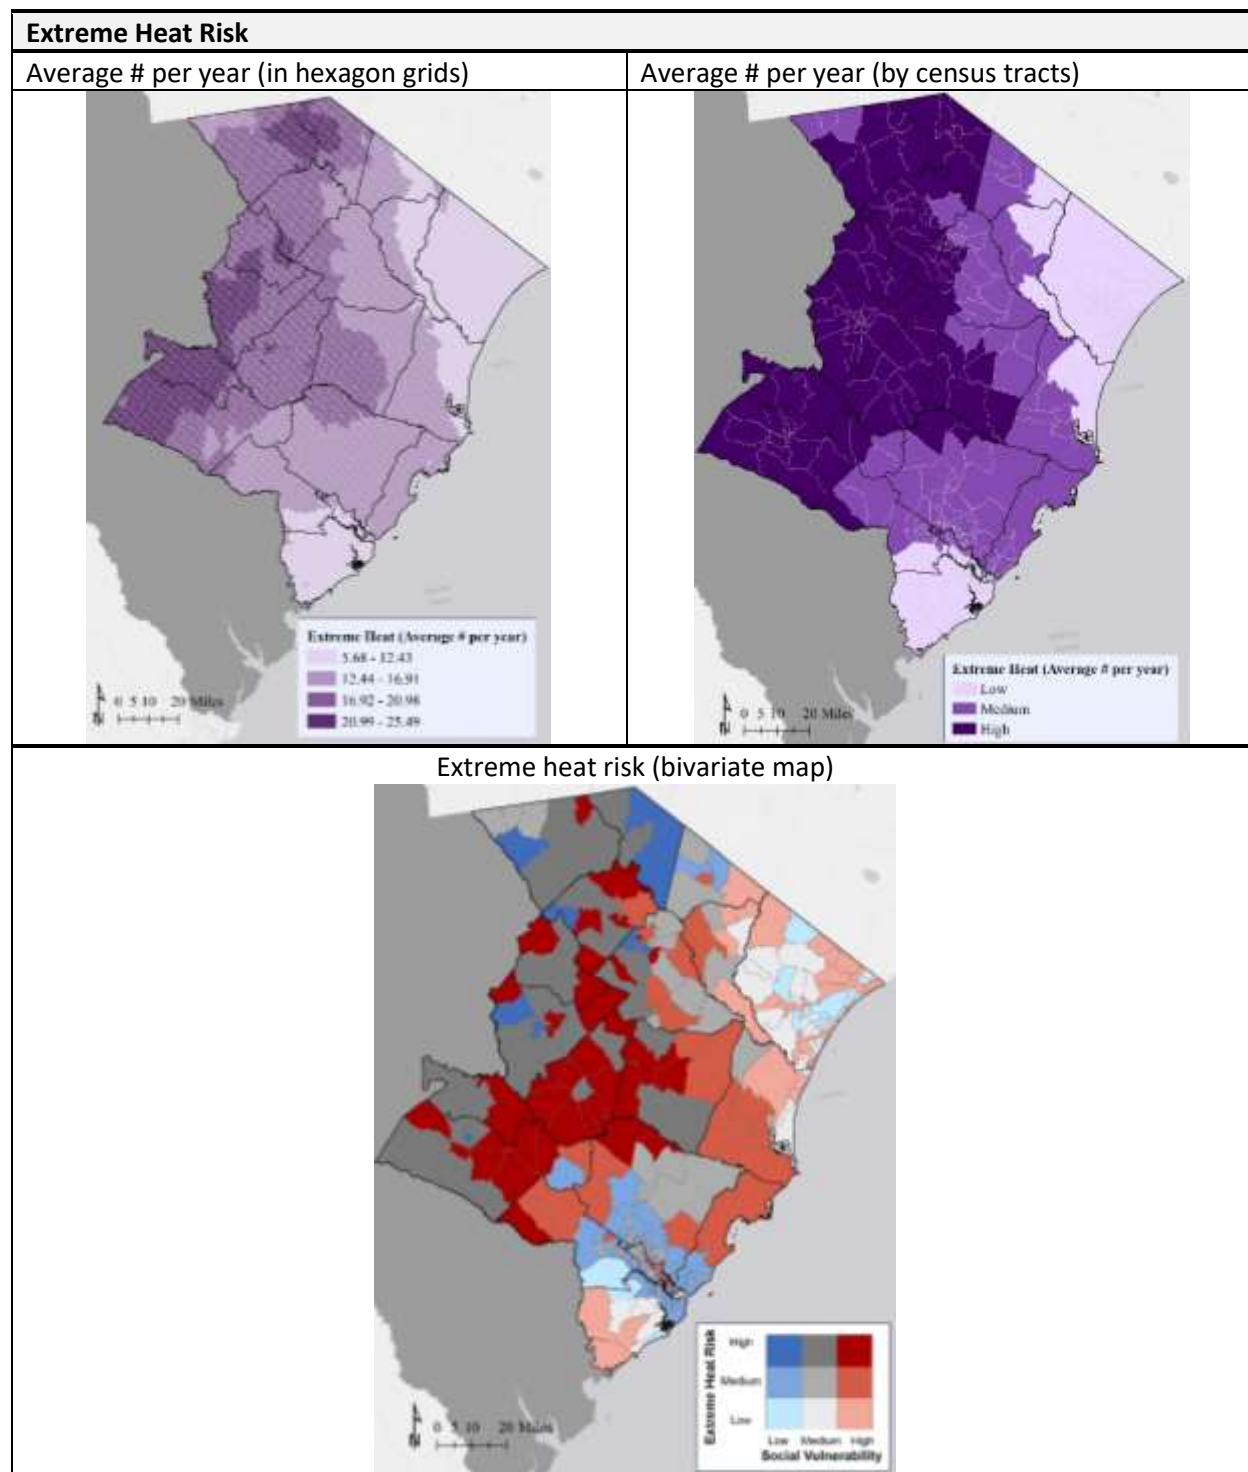 Extreme Heat Risk
Average # per year (in hexagon grids)
Average # per year (by census tracts)
Extreme Heat (Average # per year)
5.68 - 12.43
12.44 - 16.91
16.92 - 20.98
20.99 - 25.49
N
0 5 10 20 Miles
Extreme Heat (Average # per year)
Low
Medium
High
N
0 5 10 20 Miles
Extreme heat risk (bivariate map)
Extreme Heat Risk
High
Medium
Low
Low Medium High
Social Vulnerability
N
0 5 10 20 Miles